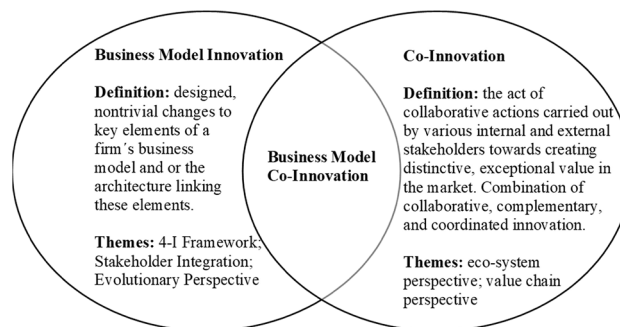 Business Model Innovation
Definition: designed,
nontrivial changes to
key elements of a
firm´s business
model and or the
architecture linking
these elements.
Themes: 4-I Framework;
Stakeholder Integration;
Evolutionary Perspective
Business Model
Co-Innovation
Co-Innovation
Definition: the act of
collaborative actions carried out
by various internal and external
stakeholders towards creating
distinctive, exceptional value in
the market. Combination of
collaborative, complementary,
and coordinated innovation.
Themes: eco-system
perspective; value chain
perspective